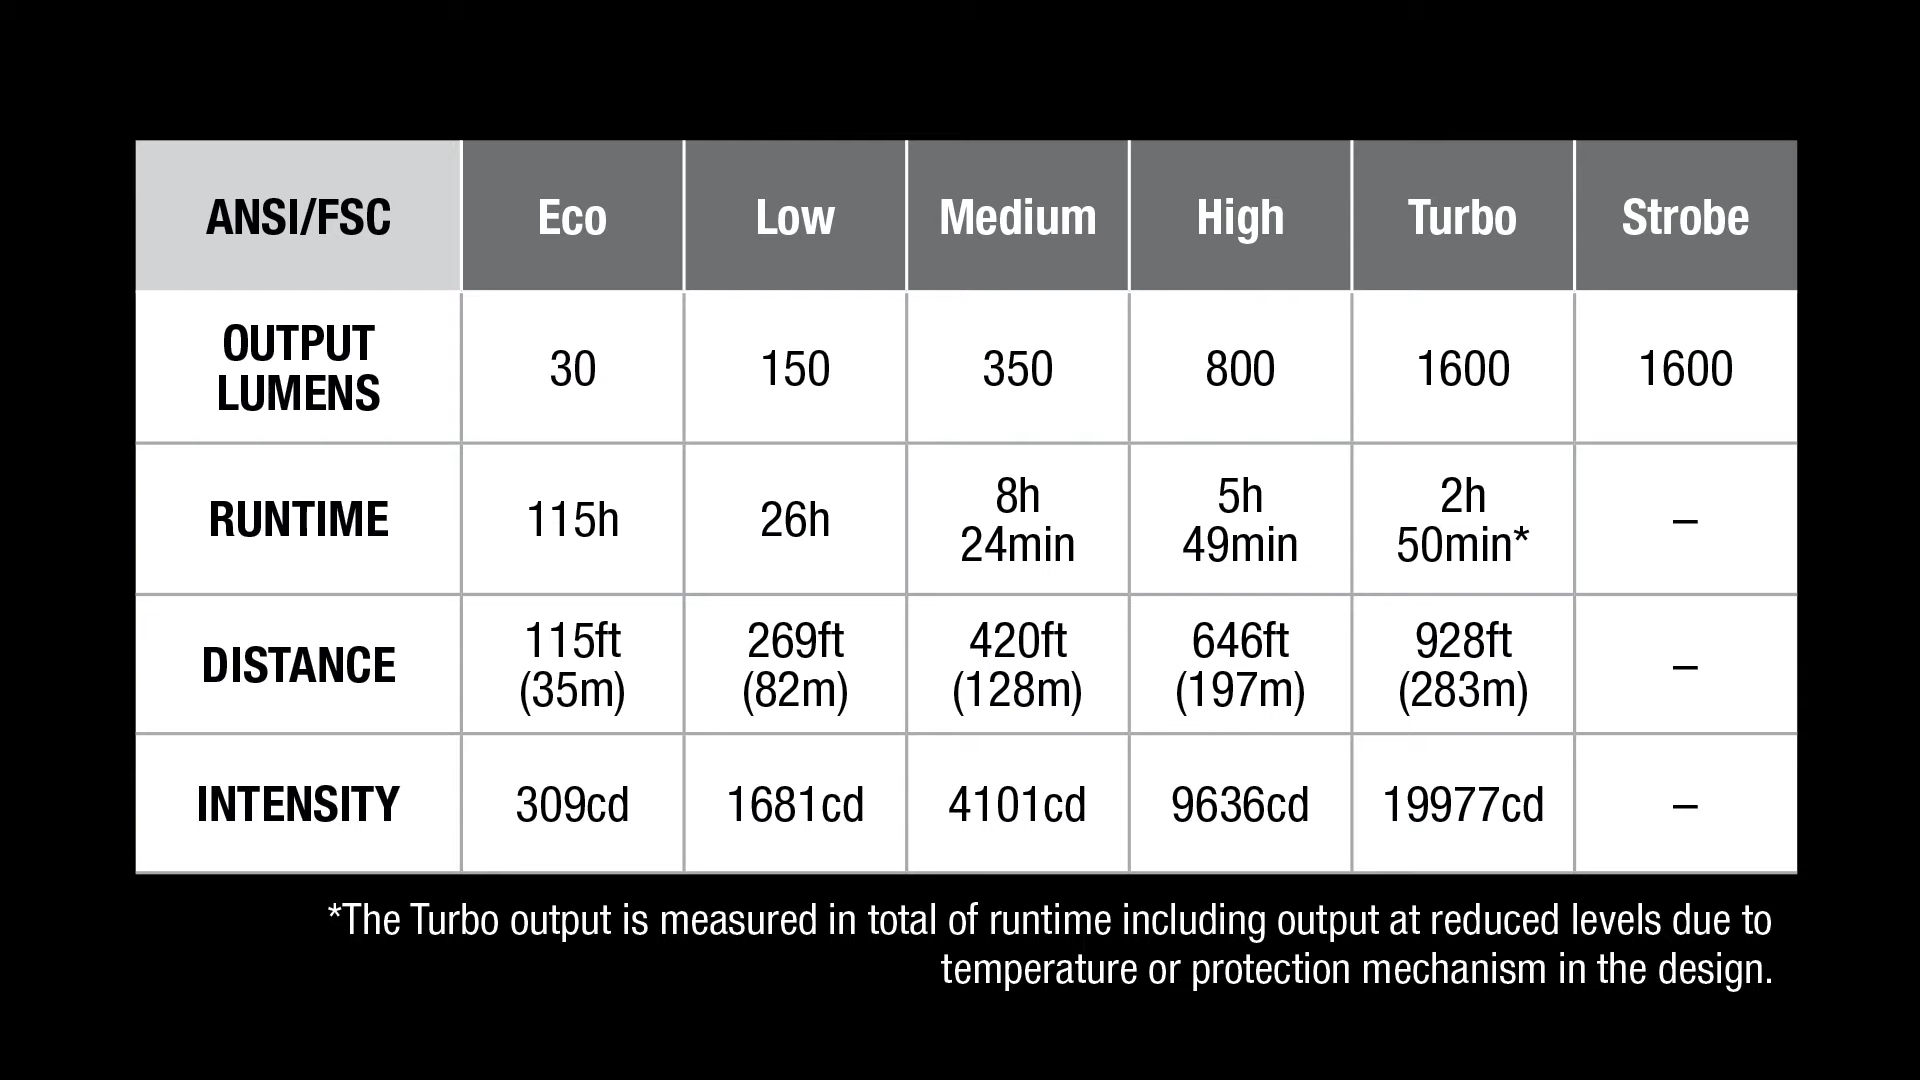 ANSI/FSC Eco Low Medium High Turbo Strobe
OUTPUT
LUMENS
30 150 350 800 1600 1600
RUNTIME
115h 26h
8h
24min
5h
49min
2h
50min*
–
DISTANCE
115ft
(35m)
269ft
(82m)
420ft
(128m)
646ft
(197m)
928ft
(283m)
–
INTENSITY 309cd 1681cd 4101cd 9636cd 19977cd –
*The Turbo output is measured in total of runtime including output at reduced levels due to
temperature or protection mechanism in the design.